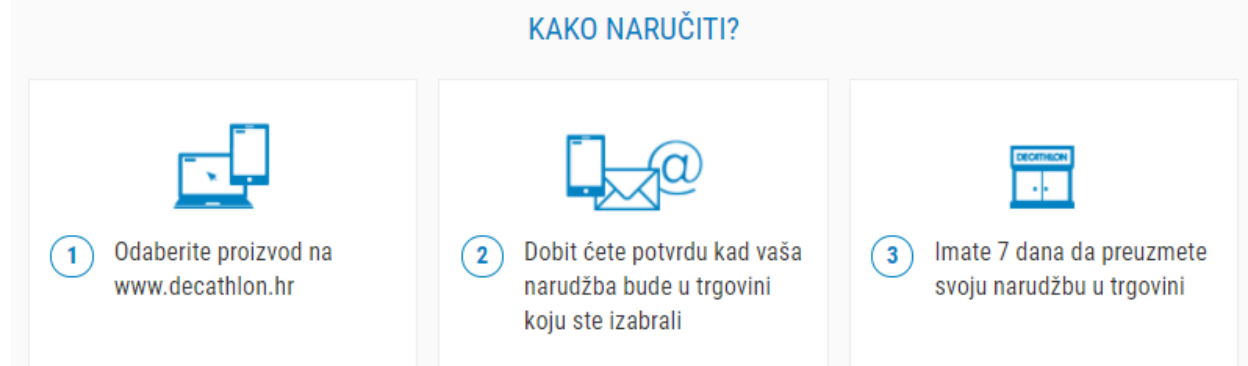 KAKO NARUČITI?
1 Odaberite proizvod na
www.decathlon.hr
2 Dobit ćete potvrdu kad vaša
narudžba bude u trgovini
koju ste izabrali
DECATHLON
3 Imate 7 dana da preuzmete
svoju narudžbu u trgovini